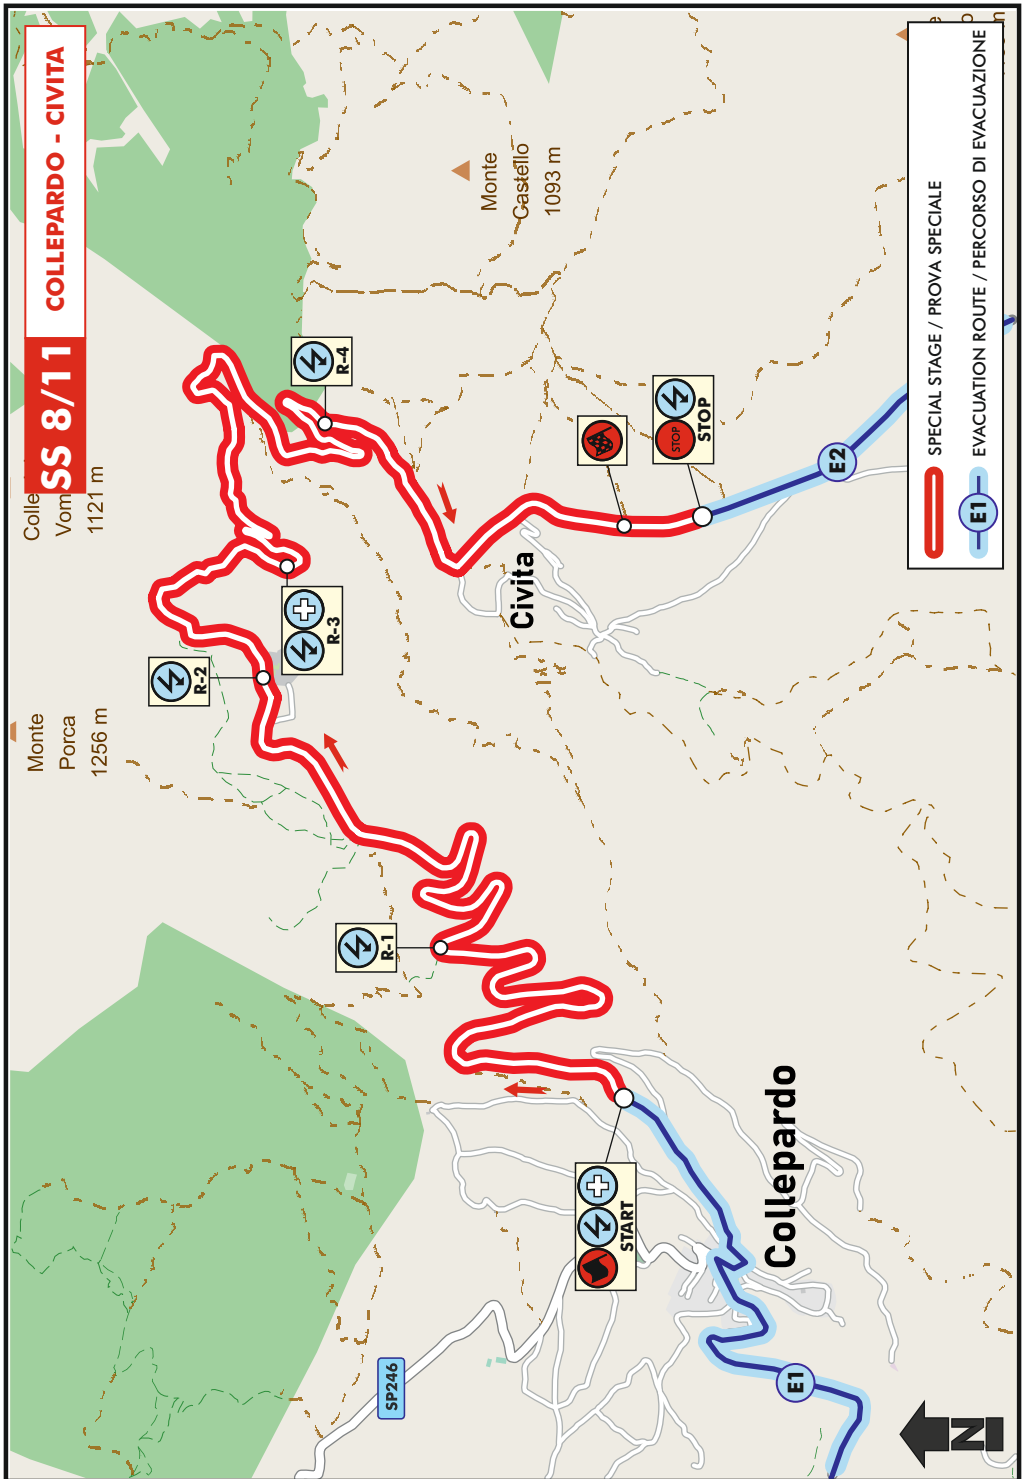 SS 8/11 COLLEPARDO - CIVITA
Colle
Vom
1121 m
Monte
Porca
1256 m
Monte
Castello
1093 m
R-4
R-3
R-2
R-1
STOP
STOP
START
Civita
Collepardo
SP246
E2
E1
N
SPECIAL STAGE / PROVA SPECIALE
E1 EVACUATION ROUTE / PERCORSO DI EVACUAZIONE